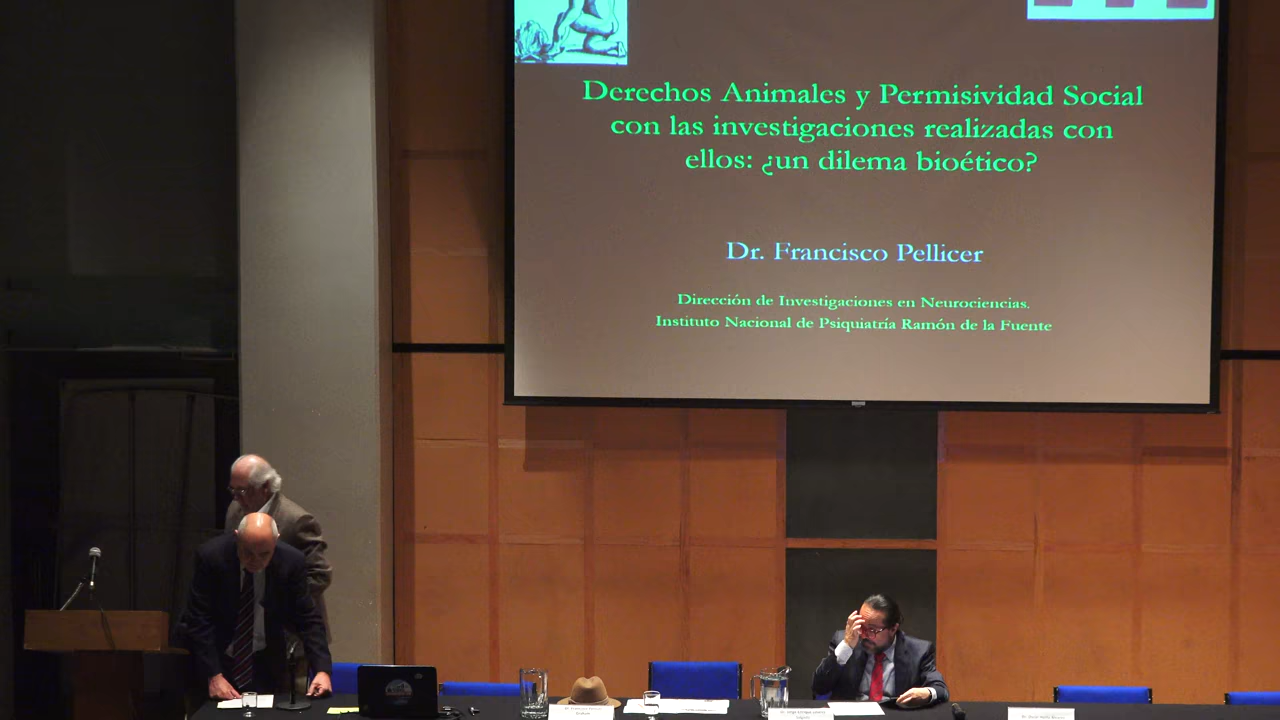 Derechos Animales y Permisividad Social
con las investigaciones realizadas con
ellos: ¿un dilema bioético?
Dr. Francisco Pellicer
Dirección de Investigaciones en Neurociencias.
Instituto Nacional de Psiquiatría Ramón de la Fuente